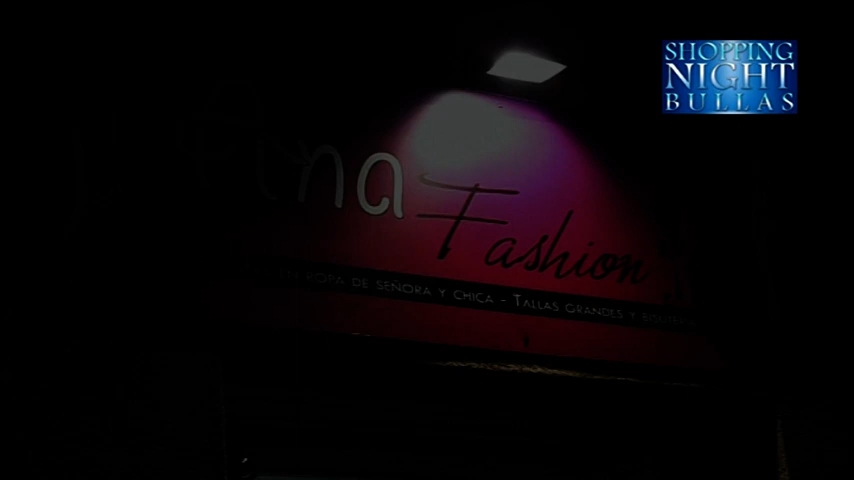 SHOPPING
NIGHT
BULLAS
Fashion
ROPA DE SEÑORA Y CHICA - TALLAS GRANDES Y